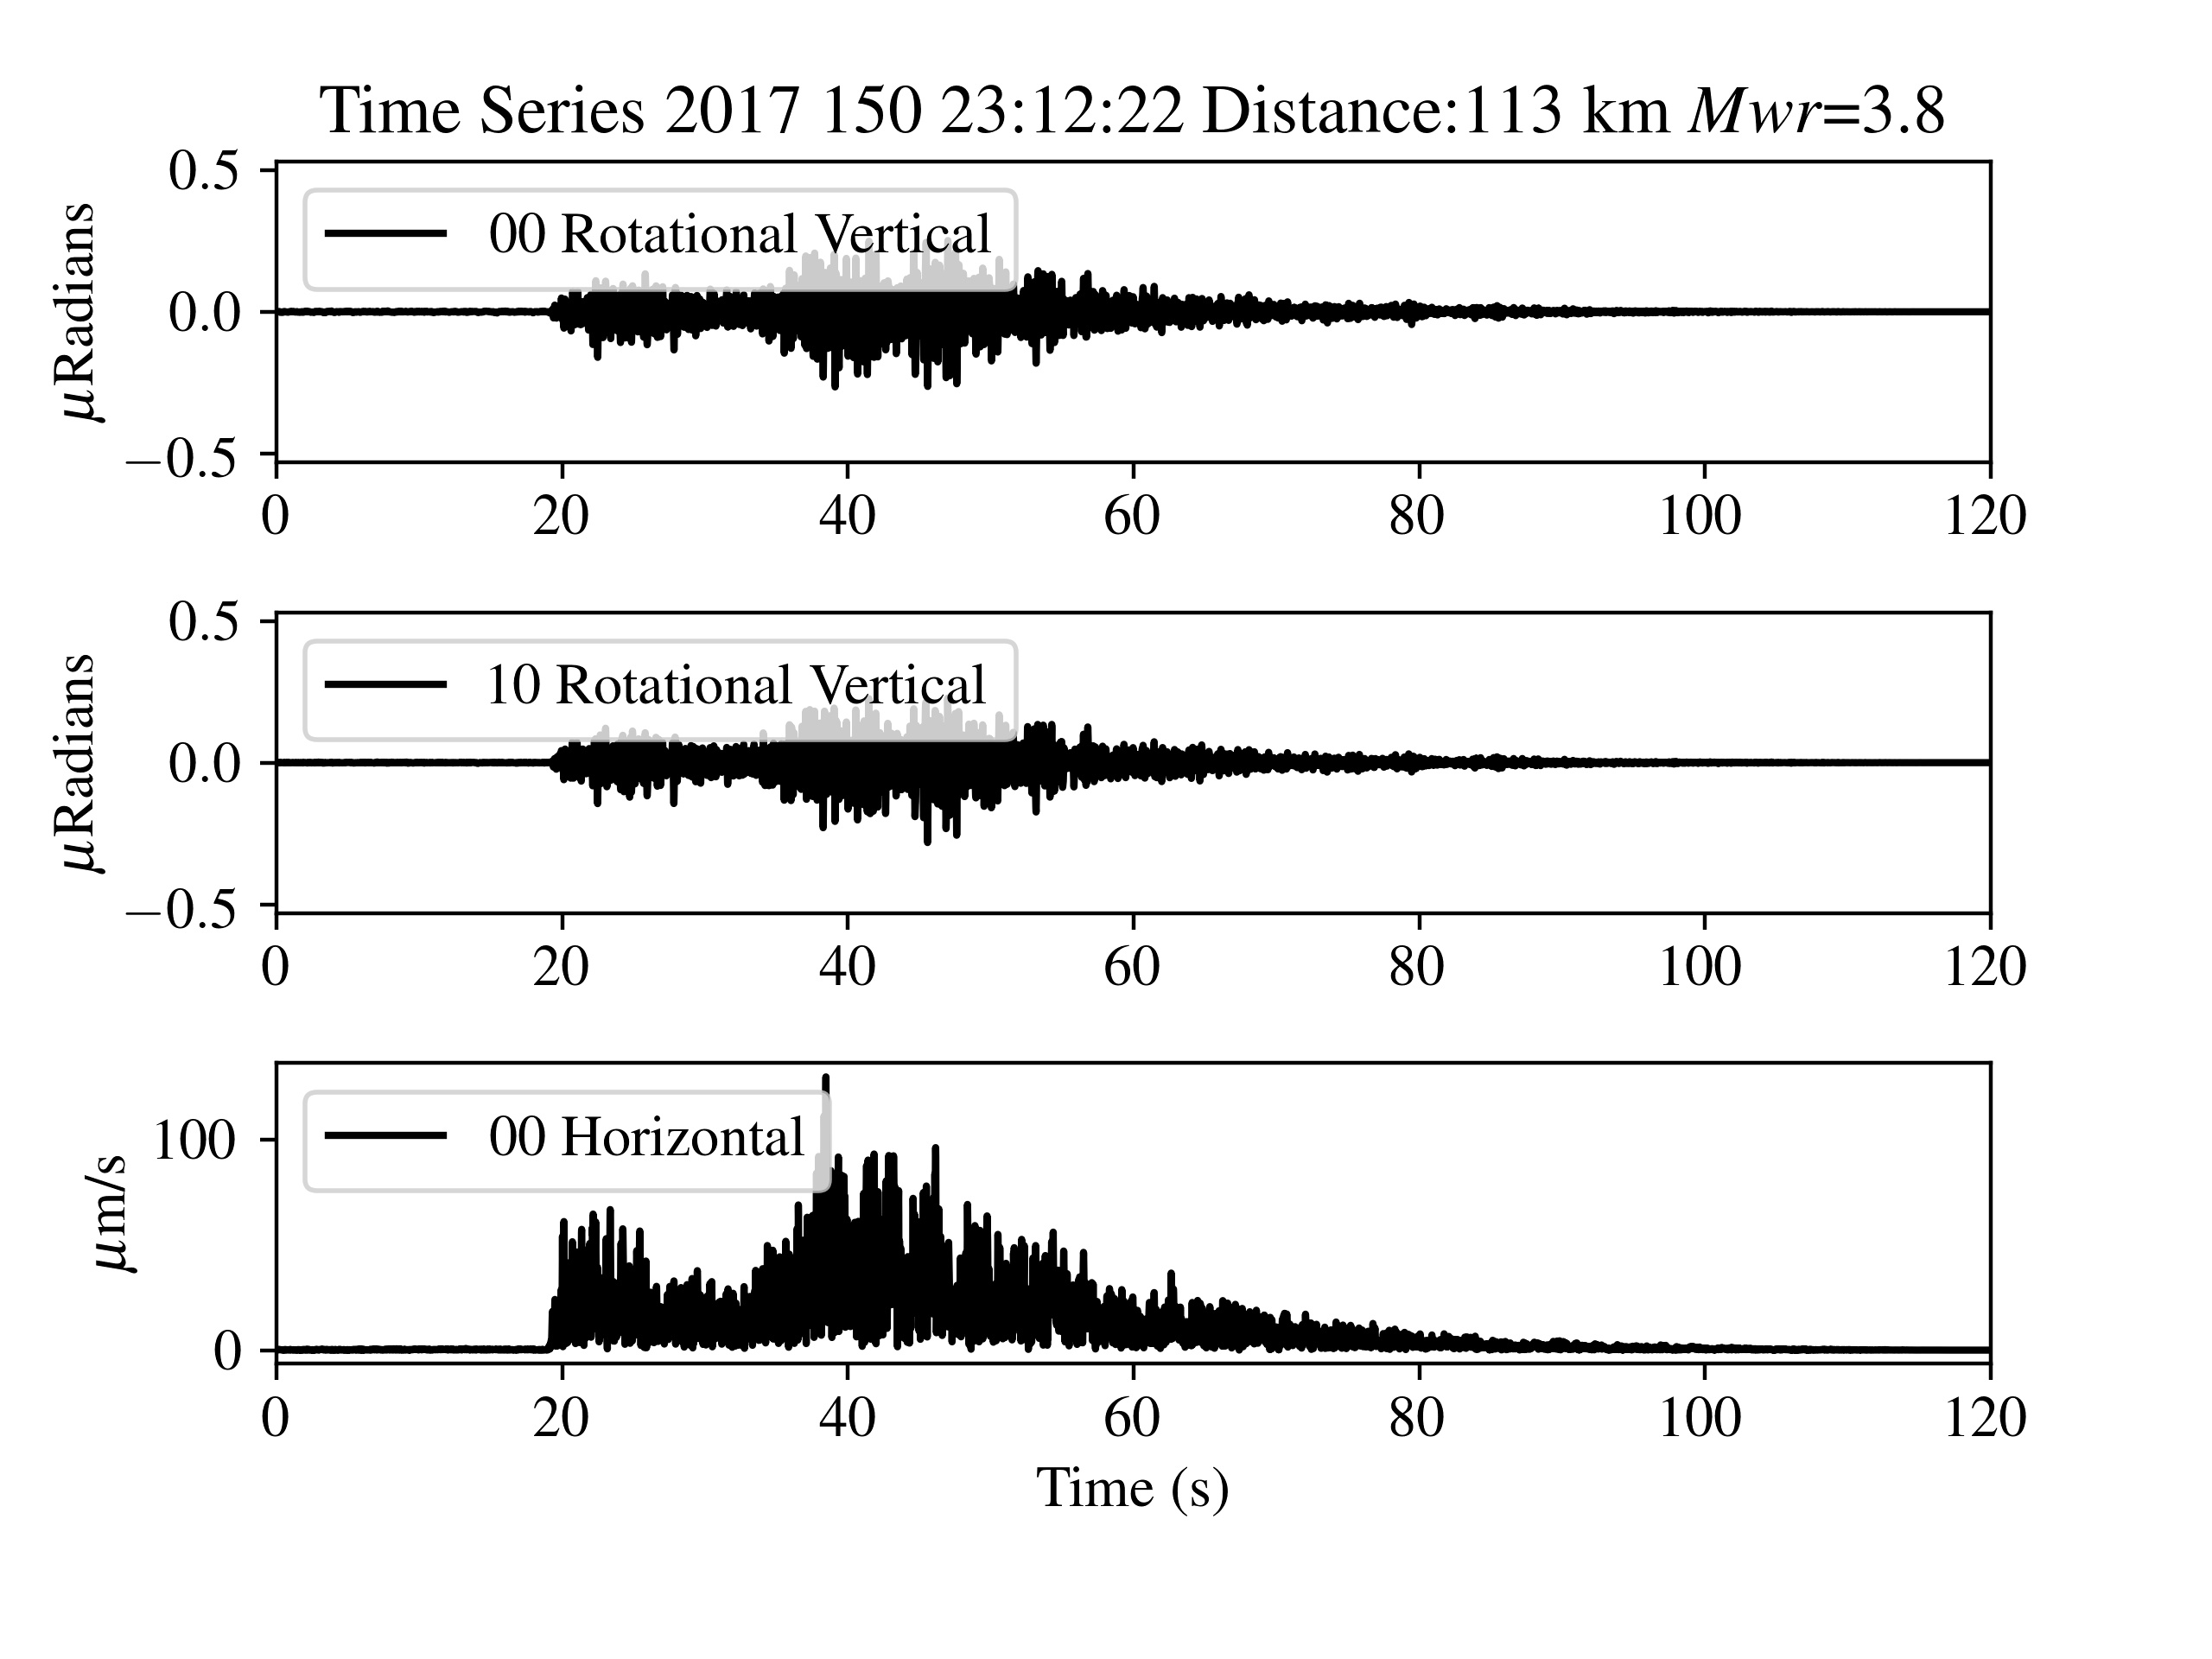 Time Series 2017 150 23:12:22 Distance:113 km Mwr=3.8
0.5
00 Rotational Vertical
μRadians
0.0
−0.5
0 20 40 60 80 100 120
0.5
10 Rotational Vertical
μRadians
0.0
−0.5
0 20 40 60 80 100 120
100
00 Horizontal
μm/s
0
0 20 40 60 80 100 120
Time (s)